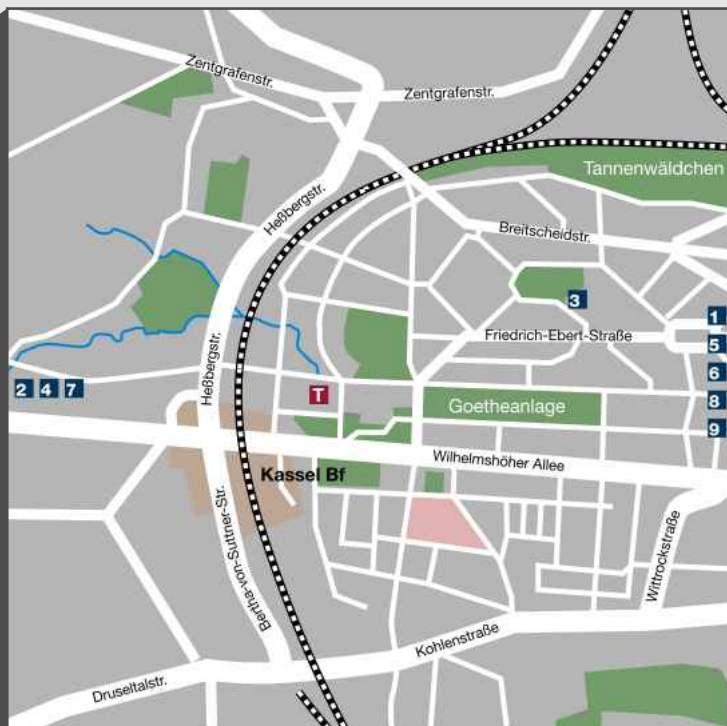 Zentgrafenstr.
Zentgrafenstr.
Tannenwäldchen
Heßbergstr.
Breitscheidstr.
3
1
Friedrich-Ebert-Straße
5
Heßbergstr.
6
2 4 7
T
8
Goetheanlage
9
Wilhelmshöher Allee
Kassel Bf
Bertha-von-Suttner-Str.
Wittrockstraße
Kohlenstraße
Druseltalstr.